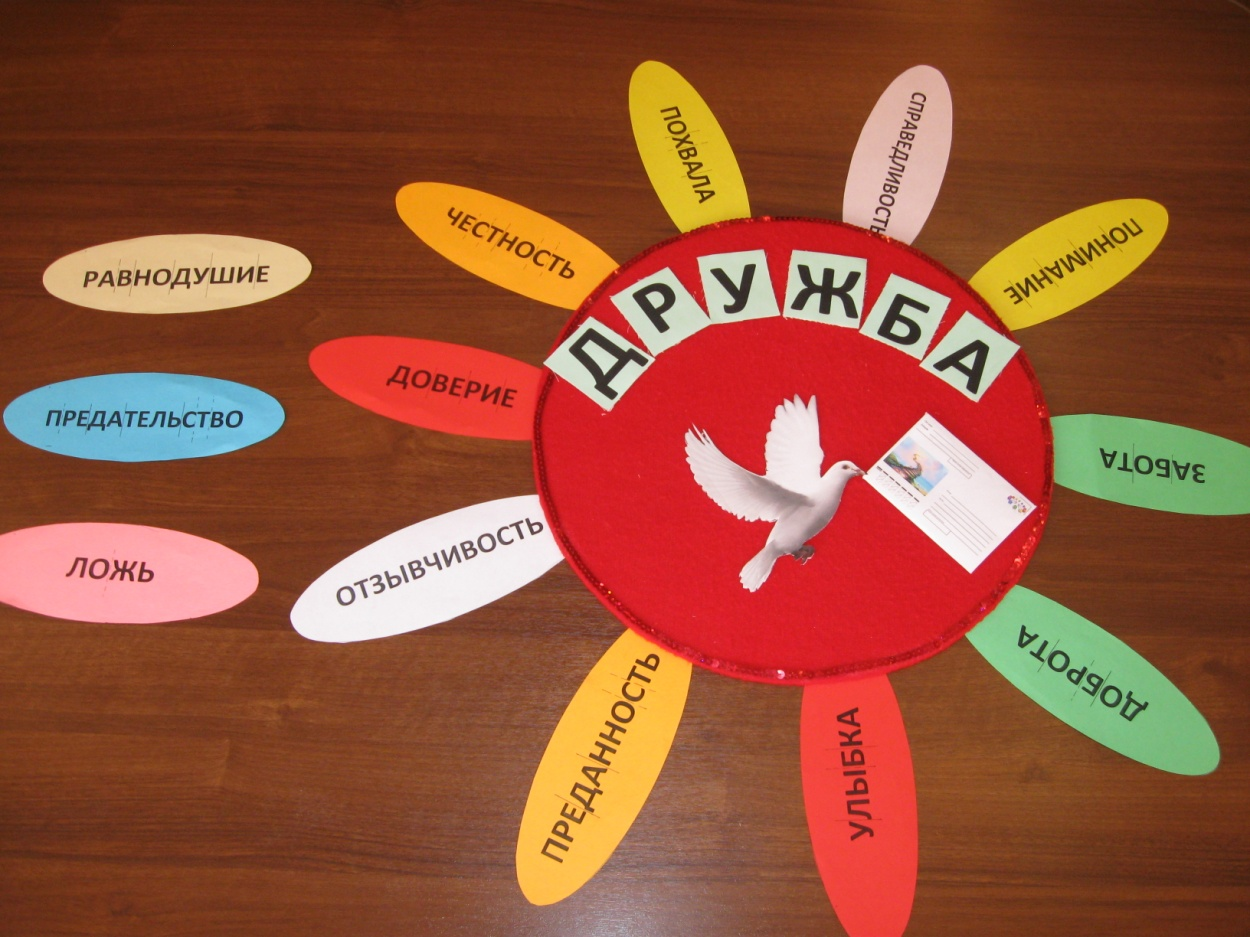 ДРУЖБА
ПОХВАЛА
СПРАВЕДЛИВОСТЬ
ПОНИМАНИЕ
ЗАБОТА
ДОБРОТА
УЛЫБКА
ПРЕДАННОСТЬ
ОТЗЫВЧИВОСТЬ
ДОВЕРИЕ
ЧЕСТНОСТЬ
РАВНОДУШИЕ
ПРЕДАТЕЛЬСТВО
ЛОЖЬ